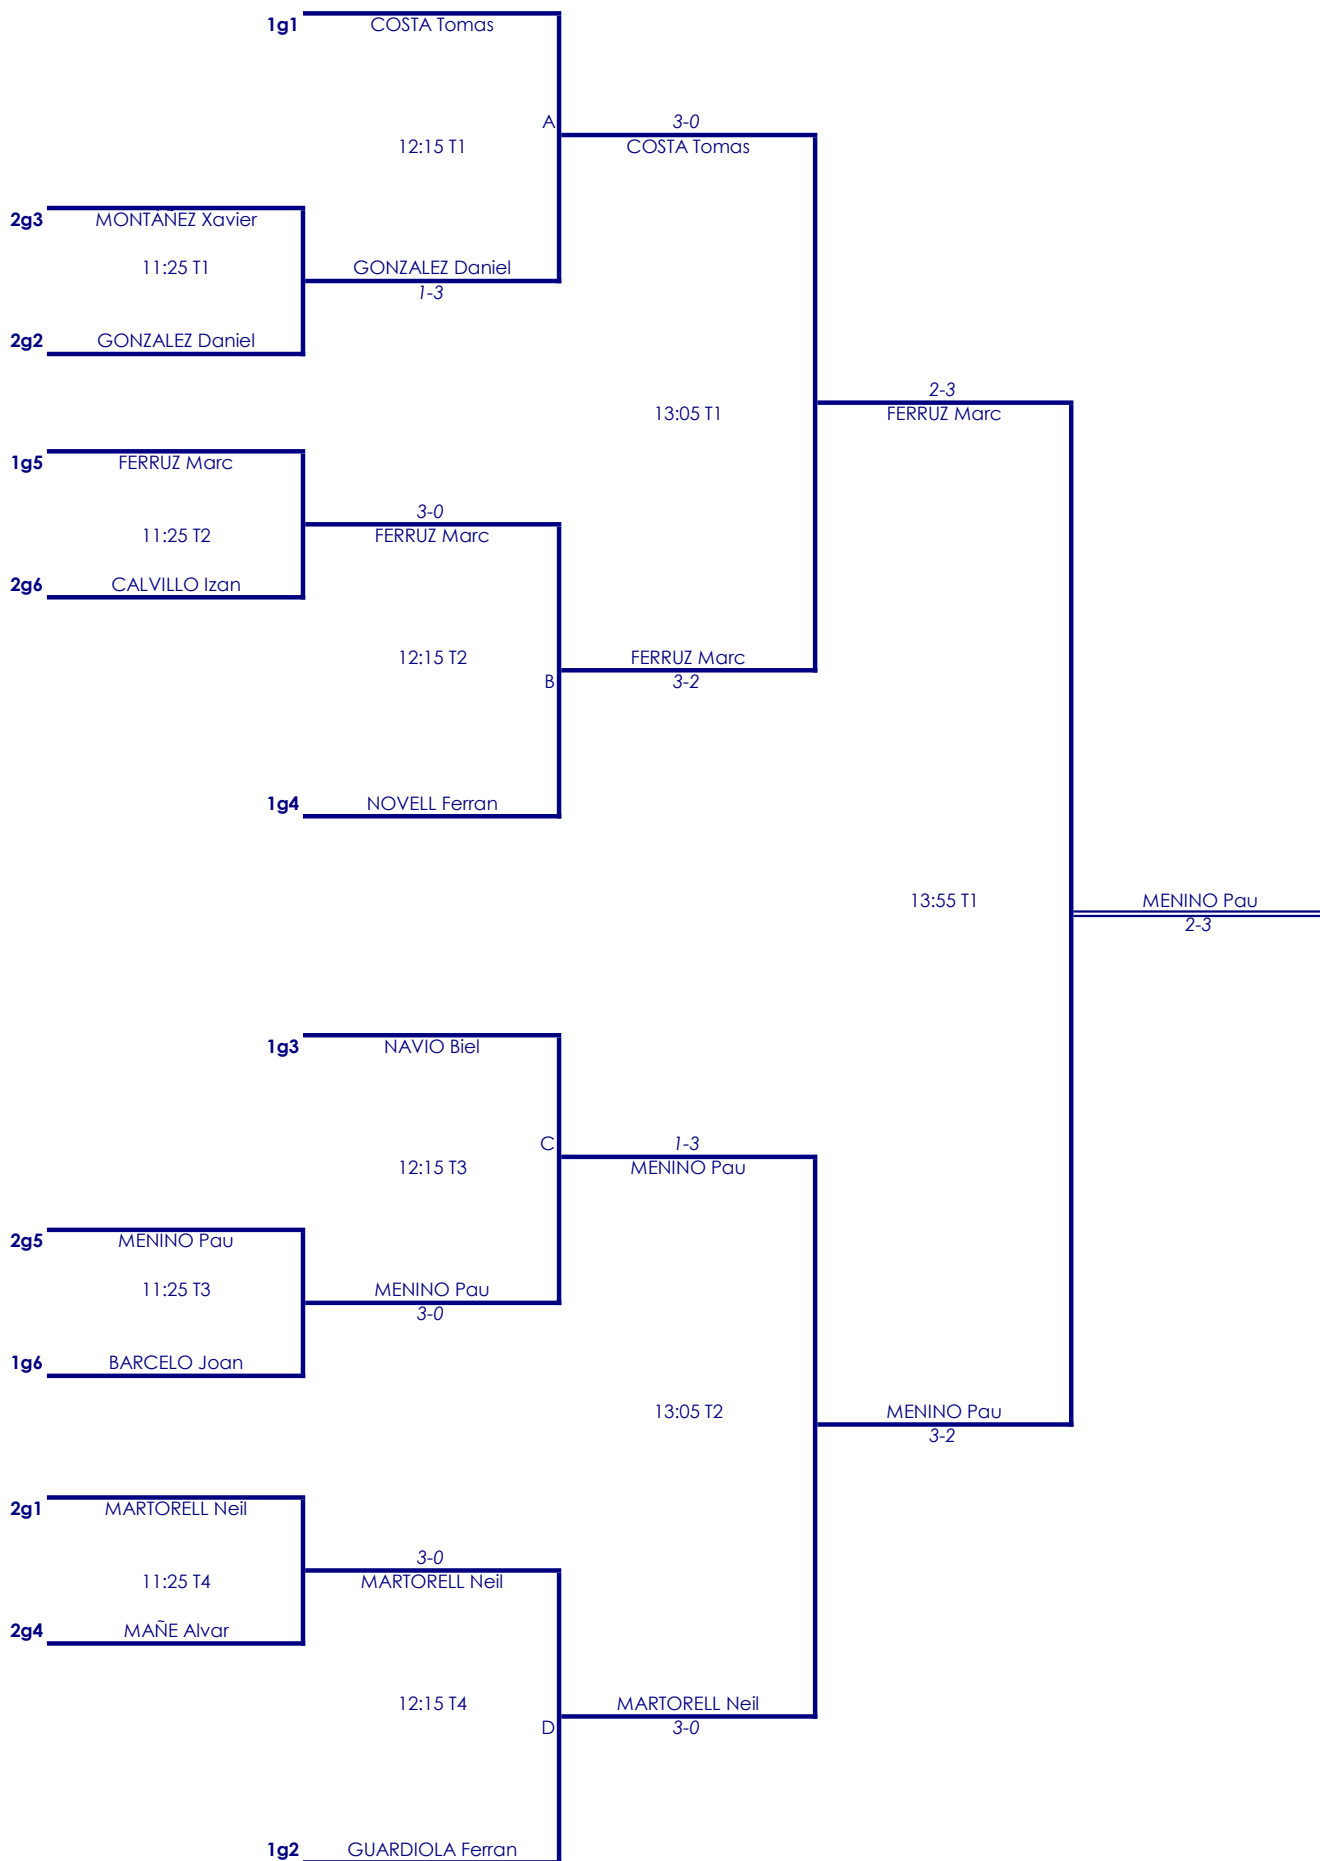 1g1 COSTA Tomas
A 3-0
12:15 T1 COSTA Tomas
2g3 MONTAÑEZ Xavier
11:25 T1 GONZALEZ Daniel
1-3
2g2 GONZALEZ Daniel
2-3
13:05 T1 FERRUZ Marc
1g5 FERRUZ Marc
3-0
11:25 T2 FERRUZ Marc
2g6 CALVILLO Izan
12:15 T2 FERRUZ Marc
B 3-2
1g4 NOVELL Ferran
13:55 T1 MENINO Pau
2-3
1g3 NAVIO Biel
C 1-3
12:15 T3 MENINO Pau
2g5 MENINO Pau
11:25 T3 MENINO Pau
3-0
1g6 BARCELO Joan
13:05 T2 MENINO Pau
3-2
2g1 MARTORELL Neil
3-0
11:25 T4 MARTORELL Neil
2g4 MAÑE Alvar
12:15 T4 MARTORELL Neil
D 3-0
1g2 GUARDIOLA Ferran